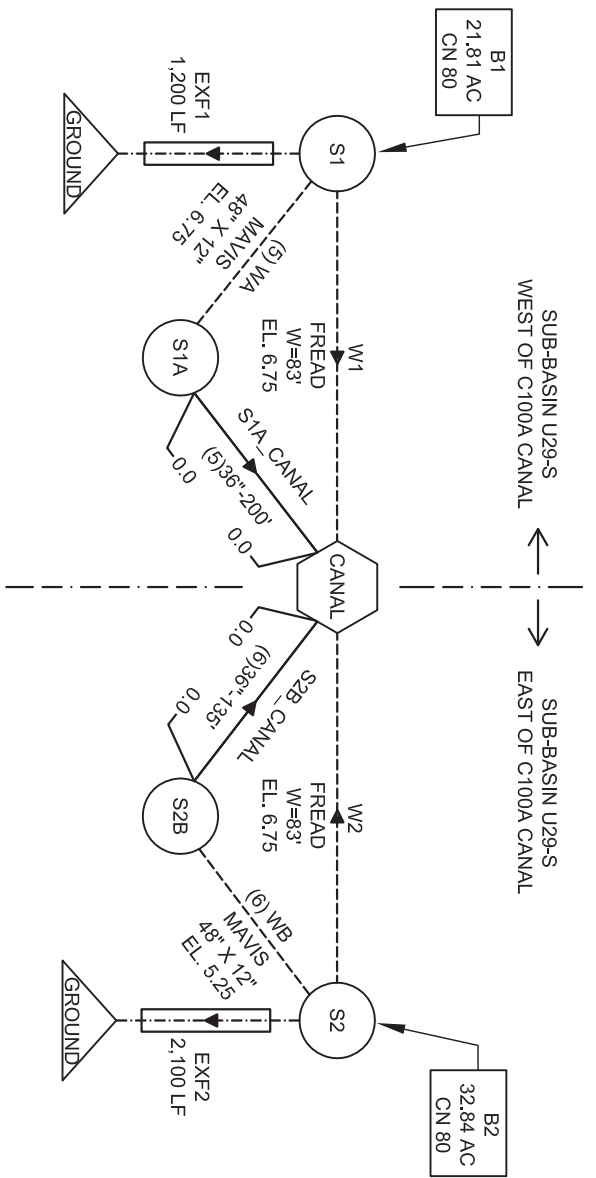 SUB-BASIN U29-S
WEST OF C100A CANAL
SUB-BASIN U29-S
EAST OF C100A CANAL
B1
21.81 AC
CN 80
B2
32.84 AC
CN 80
S1
W1
FREAD
W=83'
EL. 6.75
CANAL
W2
FREAD
W=83'
EL. 6.75
S2
(5) WA
MAVIS
48" X 12"
EL. 6.75
S1A
S1A_CANAL
(5)36"-200'
0.0
0.0
S2B_CANAL
(6)36"-135'
0.0
0.0
S2B
(6) WB
MAVIS
48" X 12"
EL. 5.25
EXF1
1,200 LF
GROUND
EXF2
2,100 LF
GROUND